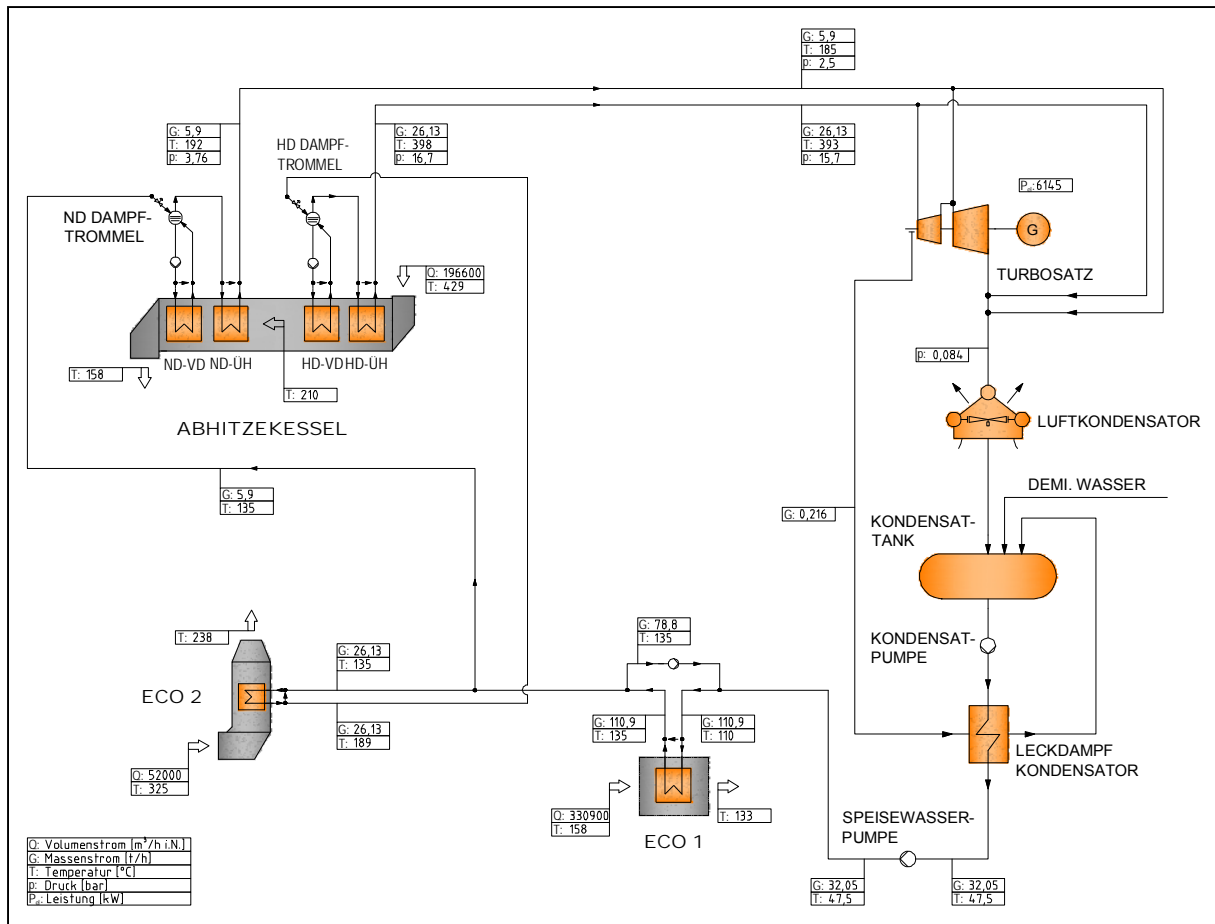 G: 5,9
T: 185
p: 2,5
G: 5,9
T: 192
p: 3,76
G: 26,13
T: 398
p: 16,7
G: 26,13
T: 393
p: 15,7
HD DAMPF-
TROMMEL
ND DAMPF-
TROMMEL
Pel:6145
G
TURBOSATZ
Q: 196600
T: 429
ND-VD
ND-ÜH
HD-VD
HD-ÜH
T: 158
T: 210
ABHITZEKESSEL
p: 0,084
LUFTKONDENSATOR
DEMI. WASSER
G: 5,9
T: 135
G: 0,216
KONDENSAT-
TANK
KONDENSAT-
PUMPE
T: 238
G: 26,13
T: 135
G: 78,8
T: 135
ECO 2
G: 26,13
T: 189
G: 110,9
T: 135
G: 110,9
T: 110
LECKDAMPF
KONDENSATOR
Q: 52000
T: 325
Q: 330900
T: 158
T: 133
ECO 1
SPEISEWASSER-
PUMPE
G: 32,05
T: 47,5
G: 32,05
T: 47,5
Q: Volumenstrom [m³/h i.N.]
G: Massenstrom [t/h]
T: Temperatur [°C]
p: Druck [bar]
Pel: Leistung [kW]